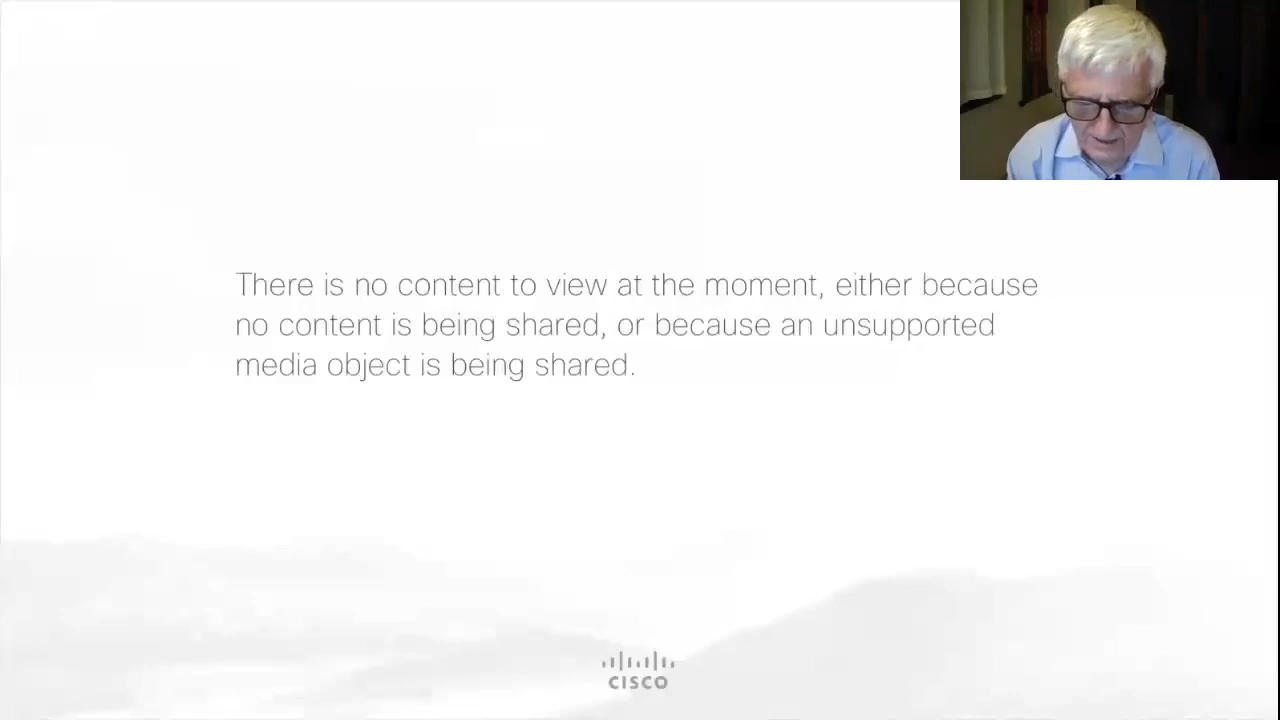 There is no content to view at the moment, either because
no content is being shared, or because an unsupported
media object is being shared.
CISCO